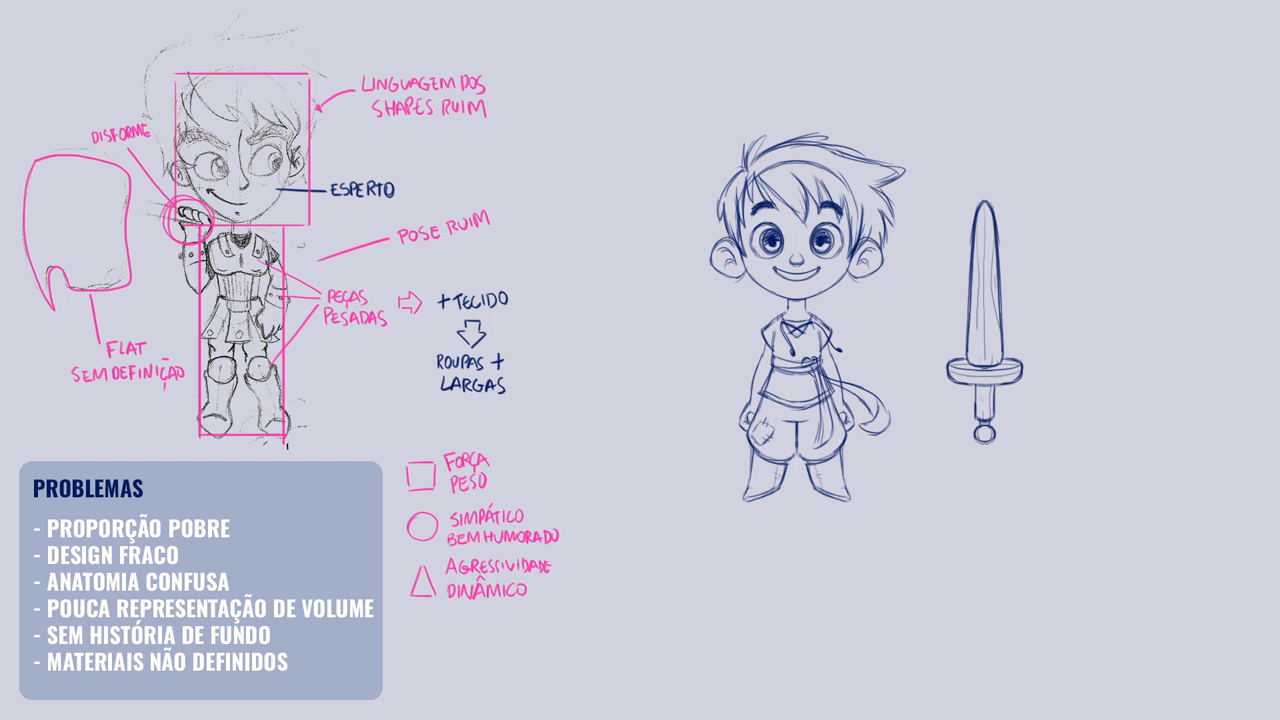 LINGUAGEM DOS
SHAPES RUIM
DISFORME
ESPERTO
POSE RUIM
PEÇAS
PESADAS
+ TECIDO
ROUPAS +
LARGAS
FLAT
SEM DEFINIÇÃO
FORÇA
PESO
SIMPÁTICO
BEM HUMORADO
AGRESSIVIDADE
DINÂMICO
PROBLEMAS
- PROPORÇÃO POBRE
- DESIGN FRACO
- ANATOMIA CONFUSA
- POUCA REPRESENTAÇÃO DE VOLUME
- SEM HISTÓRIA DE FUNDO
- MATERIAIS NÃO DEFINIDOS